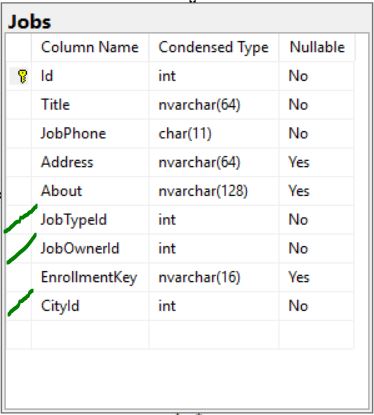 Jobs
Column Name Condensed Type Nullable
Id int No
Title nvarchar(64) No
JobPhone char(11) No
Address nvarchar(64) Yes
About nvarchar(128) Yes
JobTypeId int No
JobOwnerId int No
EnrollmentKey nvarchar(16) Yes
CityId int No